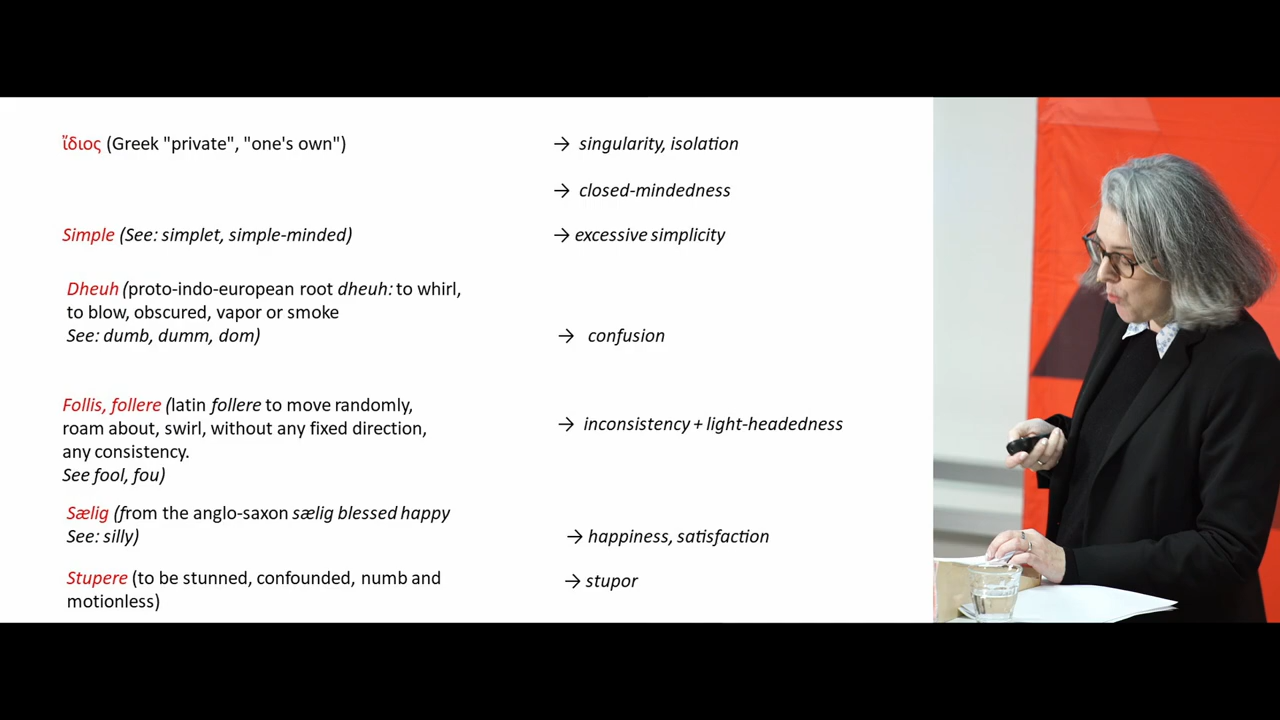 ἴδιος (Greek "private", "one's own") → singularity, isolation
→ closed-mindedness
Simple (See: simplet, simple-minded) → excessive simplicity
Dheuh (proto-indo-european root dheuh: to whirl,
to blow, obscured, vapor or smoke
See: dumb, dumm, dom) → confusion
Follis, follere (latin follere to move randomly,
roam about, swirl, without any fixed direction, → inconsistency + light-headedness
any consistency.
See fool, fou)
Sælig (from the anglo-saxon sælig blessed happy
See: silly) → happiness, satisfaction
Stupere (to be stunned, confounded, numb and → stupor
motionless)